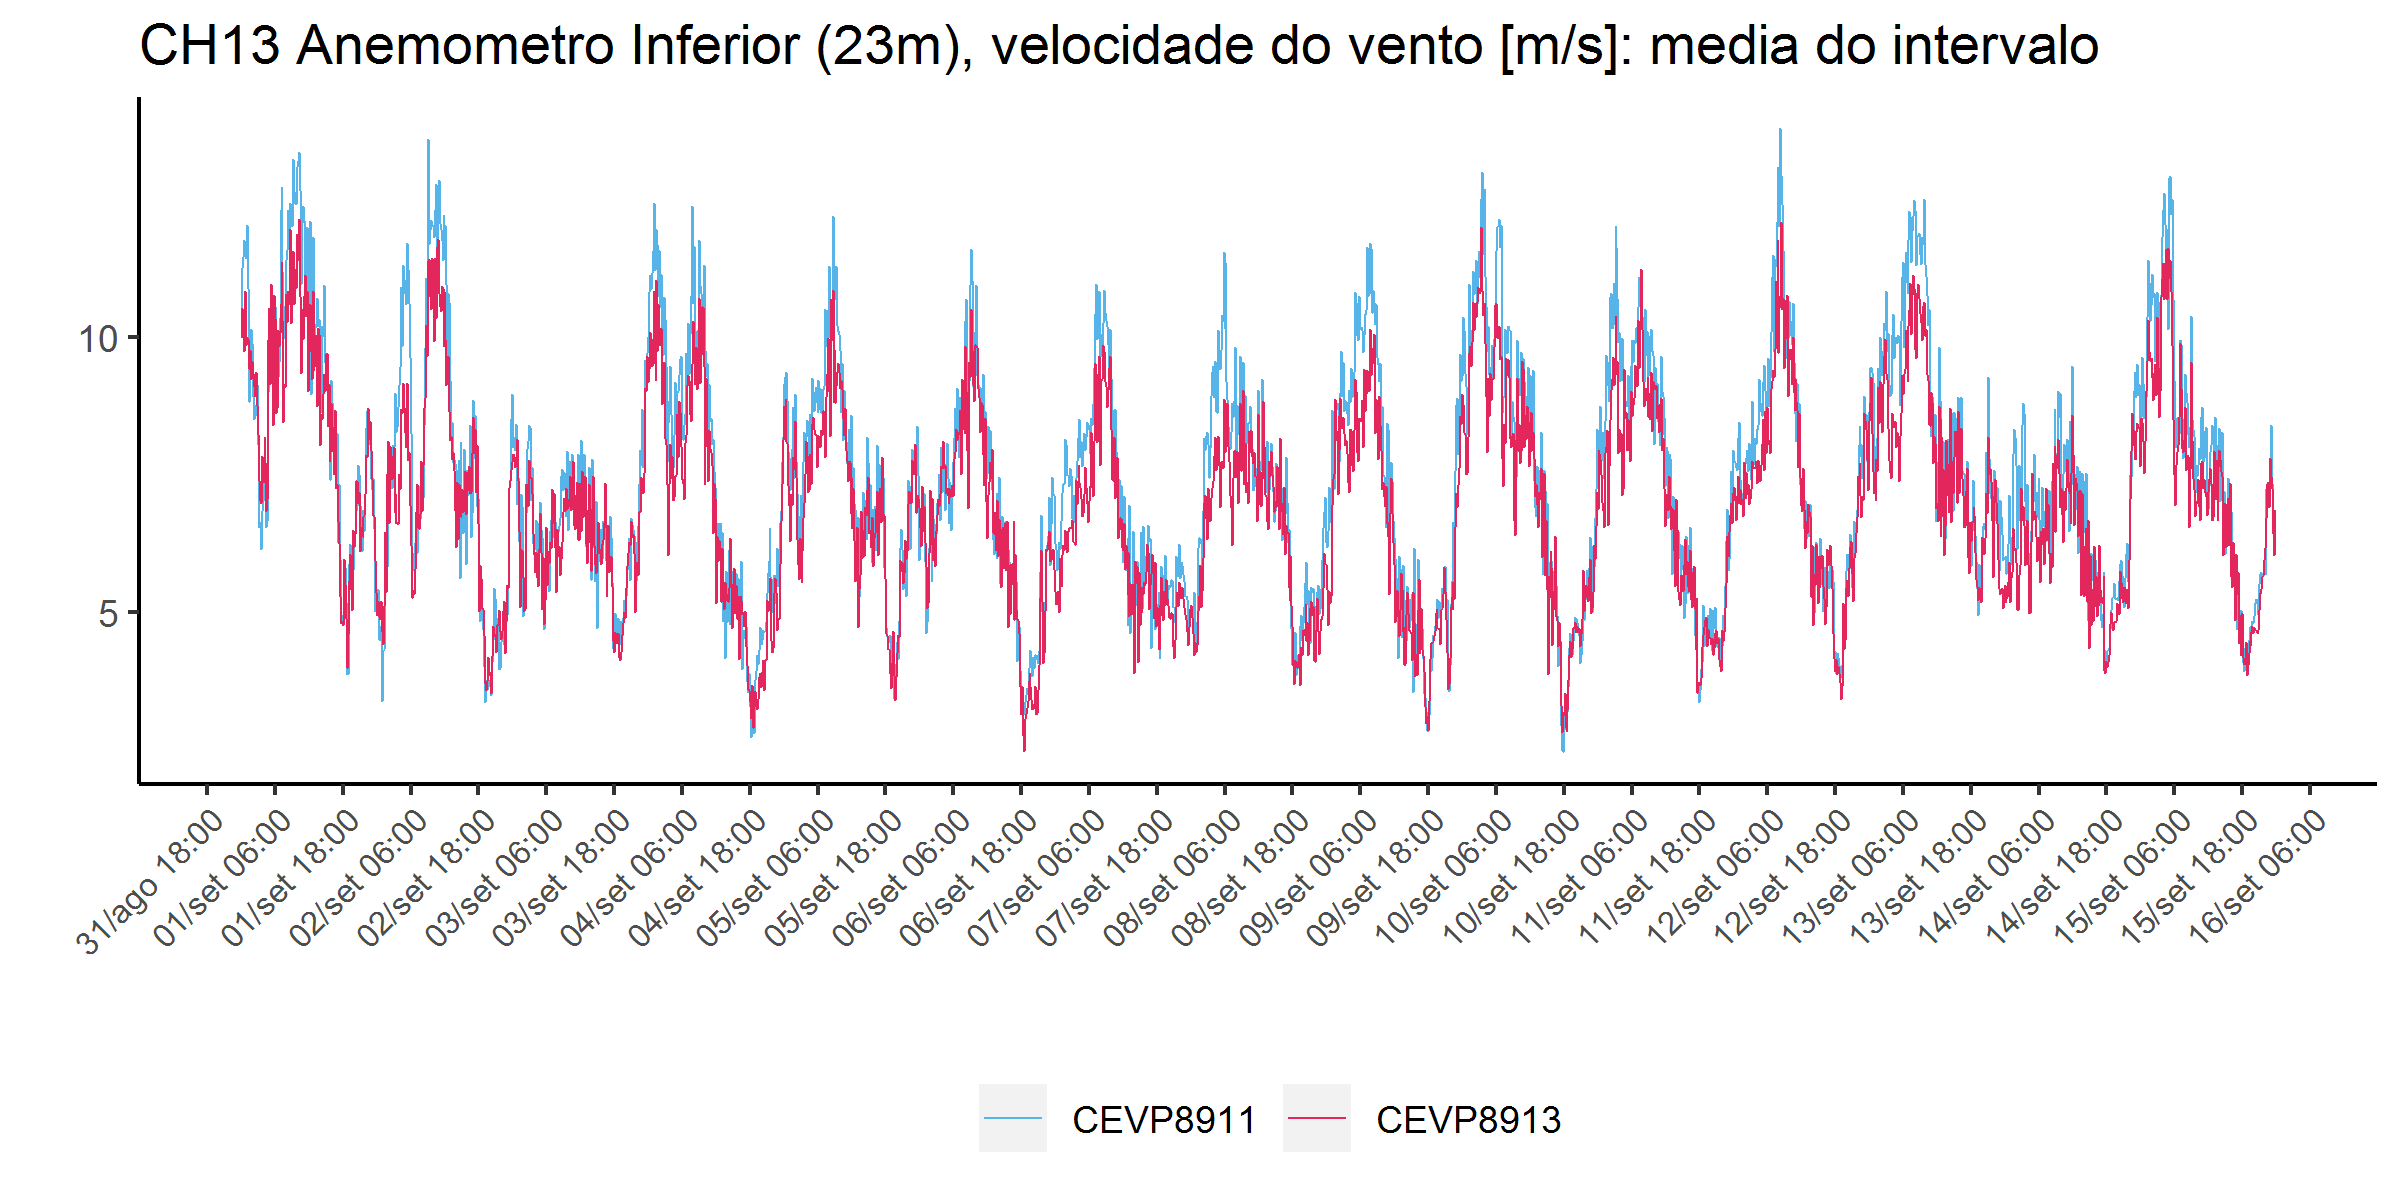 CH13 Anemometro Inferior (23m), velocidade do vento [m/s]: media do intervalo
10
5
31/ago 18:00
01/set 06:00
01/set 18:00
02/set 06:00
02/set 18:00
03/set 06:00
03/set 18:00
04/set 06:00
04/set 18:00
05/set 06:00
05/set 18:00
06/set 06:00
06/set 18:00
07/set 06:00
07/set 18:00
08/set 06:00
08/set 18:00
09/set 06:00
09/set 18:00
10/set 06:00
10/set 18:00
11/set 06:00
11/set 18:00
12/set 06:00
12/set 18:00
13/set 06:00
13/set 18:00
14/set 06:00
14/set 18:00
15/set 06:00
15/set 18:00
16/set 06:00
CEVP8911
CEVP8913